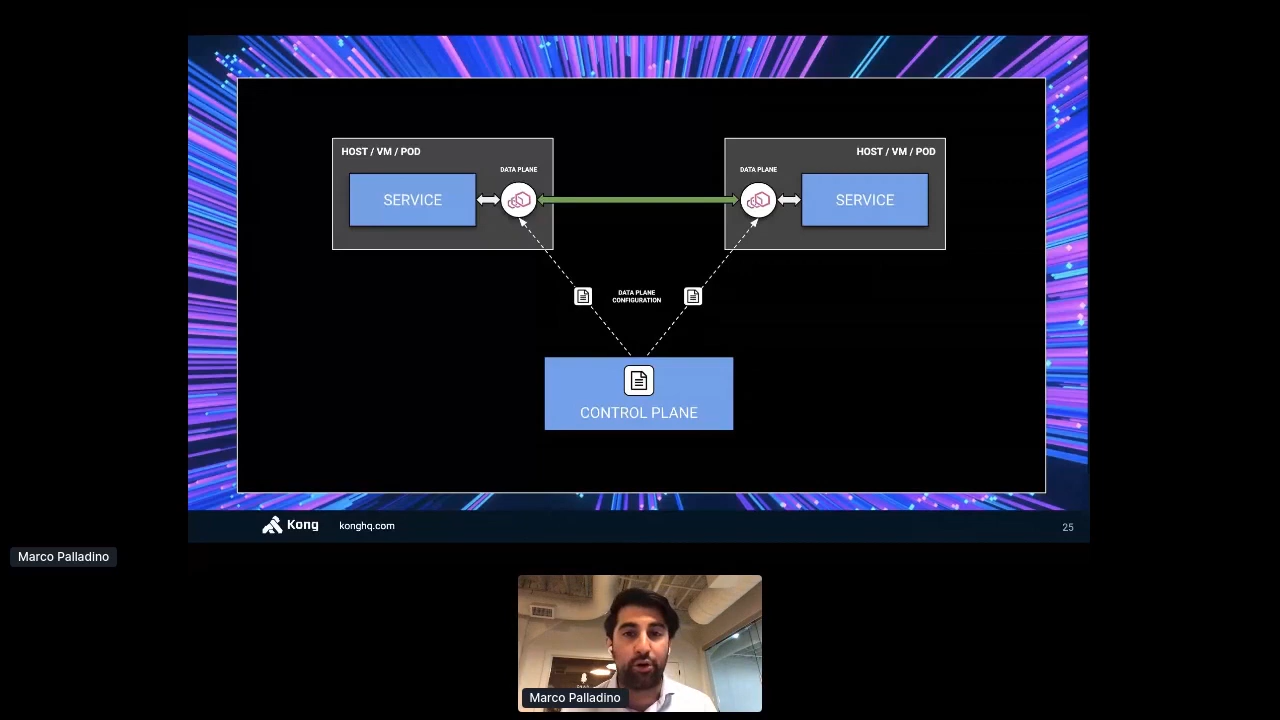 HOST / VM / POD
DATA PLANE
SERVICE
HOST / VM / POD
DATA PLANE
SERVICE
DATA PLANE
CONFIGURATION
CONTROL PLANE
Kong
konghq.com
25
Marco Palladino
Marco Palladino